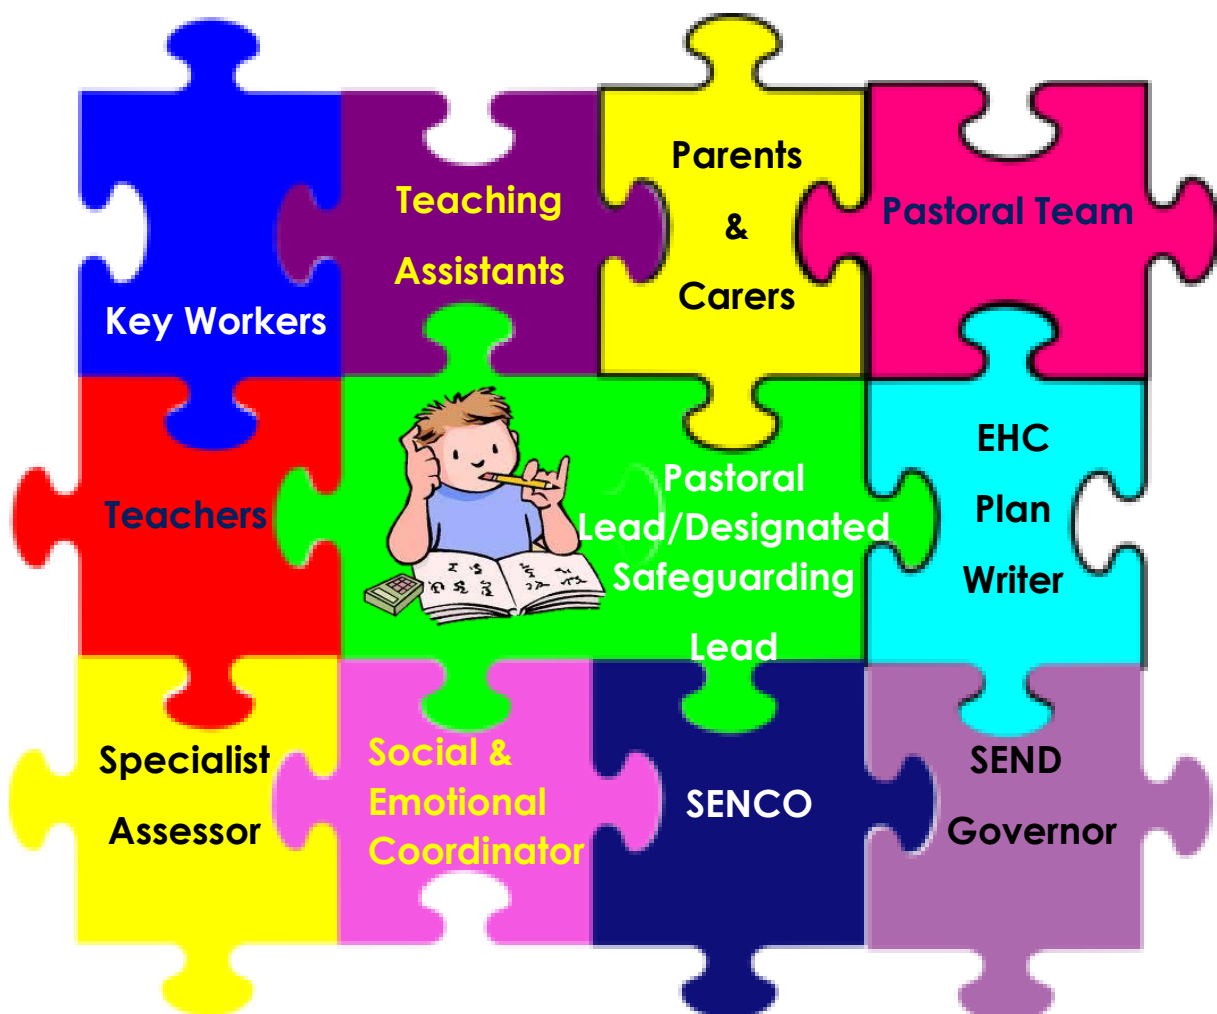 Key Workers
Teaching
Assistants
Parents
&
Carers
Pastoral Team
Teachers
Pastoral
Lead/Designated
Safeguarding
Lead
EHC
Plan
Writer
Specialist
Assessor
Social &
Emotional
Coordinator
SENCO
SEND
Governor